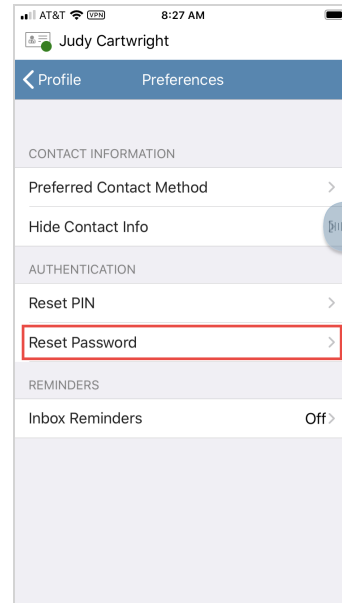 AT&T VPN 8:27 AM
Judy Cartwright
Profile Preferences
CONTACT INFORMATION
Preferred Contact Method
Hide Contact Info
AUTHENTICATION
Reset PIN
Reset Password
REMINDERS
Inbox Reminders Off